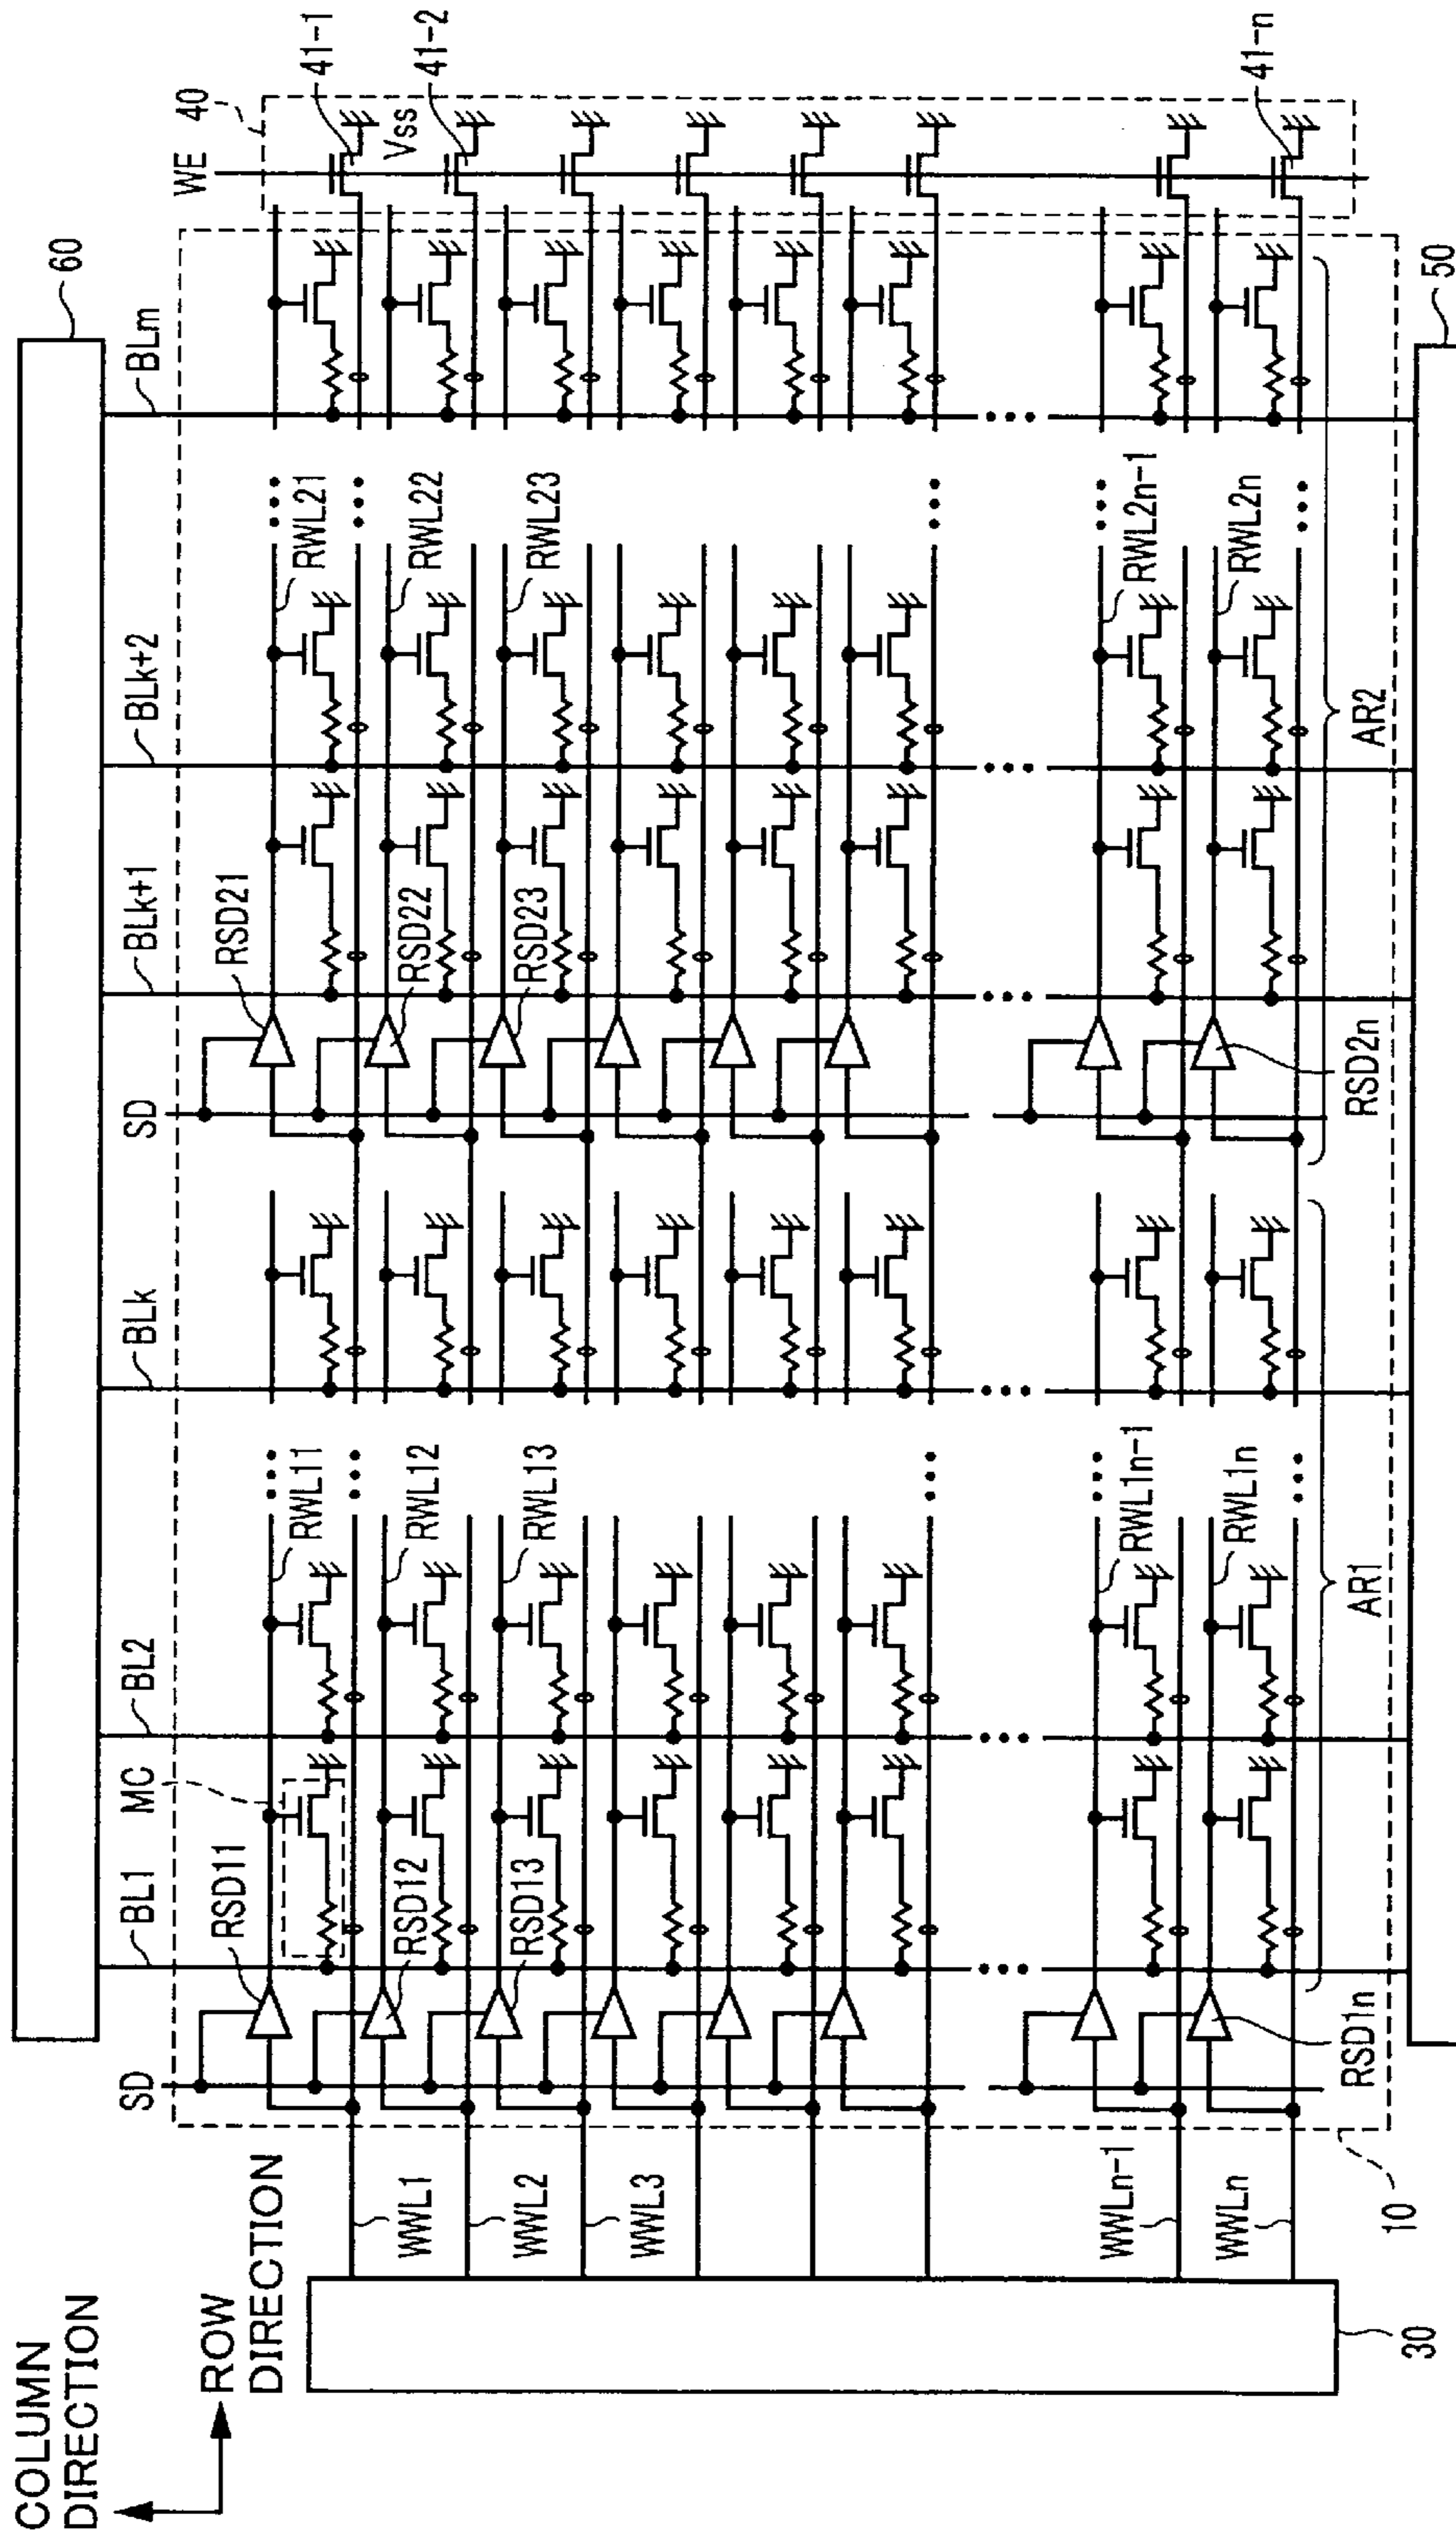 COLUMN
DIRECTION
ROW
DIRECTION
60
SD
BL1
MC
BL2
BLk
SD
BLk+1
BLk+2
BLm
WE
40
RSD11
RSD12
RSD13
RWL11
RWL12
RWL13
RSD21
RSD22
RSD23
RWL21
RWL22
RWL23
Vss
41-1
41-2
WWL1
WWL2
WWL3
WWLn-1
WWLn
RWL1n-1
RWL1n
RWL2n-1
RWL2n
41-n
RSD1n
AR1
RSD2n
AR2
30
10
50